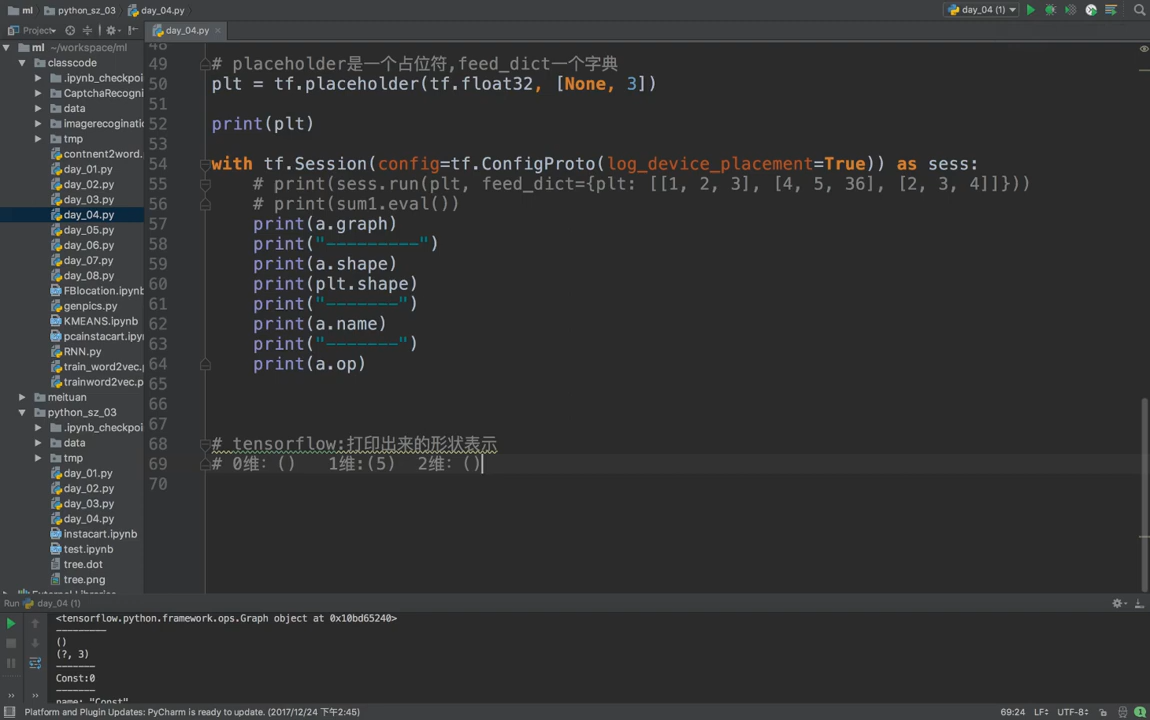 ml
python_sz_03
day_04.py
day_04 (1)
Project
day_04.py
ml ~/workspace/ml
classcode
.ipynb_checkpoi
CaptchaRecogni
data
imagerecoginatio
tmp
contnent2word.
day_01.py
day_02.py
day_03.py
day_04.py
day_05.py
day_06.py
day_07.py
day_08.py
FBlocation.ipynb
genpics.py
KMEANS.ipynb
pcainstacart.ipyn
RNN.py
train_word2vec.p
trainword2vec.p
meituan
python_sz_03
.ipynb_checkpoi
data
tmp
day_01.py
day_02.py
day_03.py
day_04.py
instacart.ipynb
test.ipynb
tree.dot
tree.png
External Libraries
48
49 # placeholder是一个占位符,feed_dict一个字典
50 plt = tf.placeholder(tf.float32, [None, 3])
51
52 print(plt)
53
54 with tf.Session(config=tf.ConfigProto(log_device_placement=True)) as sess:
55 # print(sess.run(plt, feed_dict={plt: [[1, 2, 3], [4, 5, 36], [2, 3, 4]]}))
56 # print(sum1.eval())
57 print(a.graph)
58 print("---------")
59 print(a.shape)
60 print(plt.shape)
61 print("-------")
62 print(a.name)
63 print("-------")
64 print(a.op)
65
66
67
68 # tensorflow:打印出来的形状表示
69 # 0维: () 1维:(5) 2维: ()
70
Run day_04 (1)
<tensorflow.python.framework.ops.Graph object at 0x10bd65240>
---------
()
(?, 3)
-------
Const:0
-------
name: "Const"
Platform and Plugin Updates: PyCharm is ready to update. (2017/12/24 下午2:45)
69:24 LF UTF-8 1